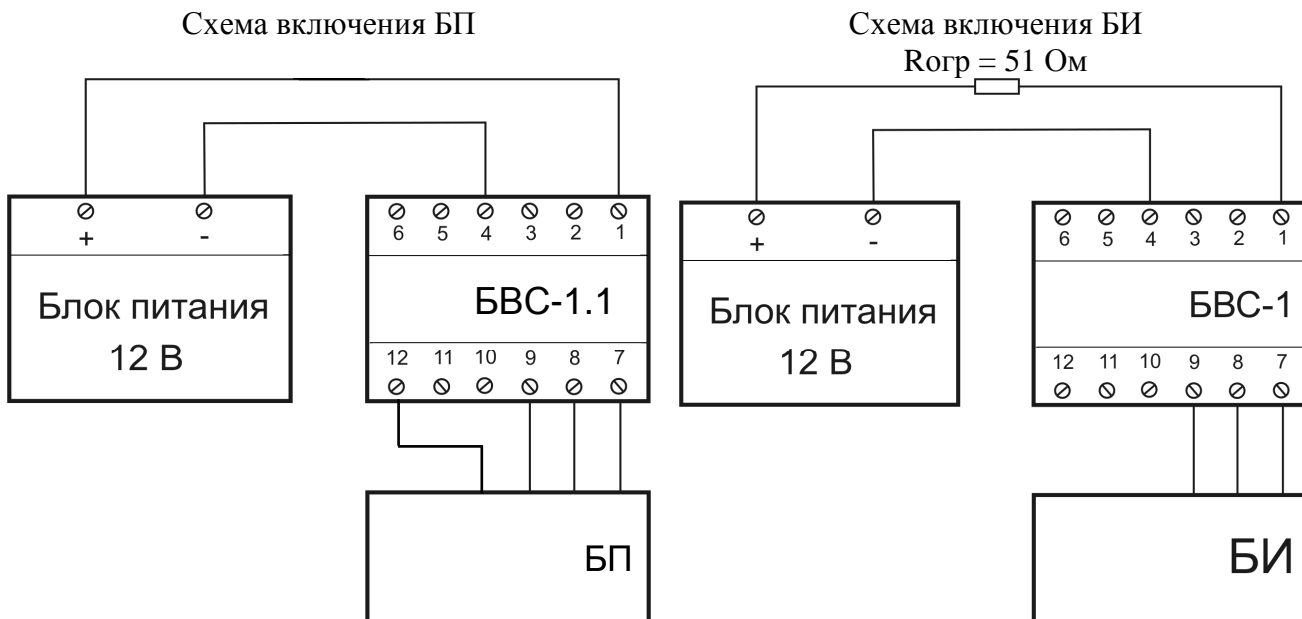 Схема включения БП
+ -
Блок питания
12 В
6 5 4 3 2 1
БВС-1.1
12 11 10 9 8 7
БП
Схема включения БИ
Rогр = 51 Ом
+ -
Блок питания
12 В
6 5 4 3 2 1
БВС-1
12 11 10 9 8 7
БИ